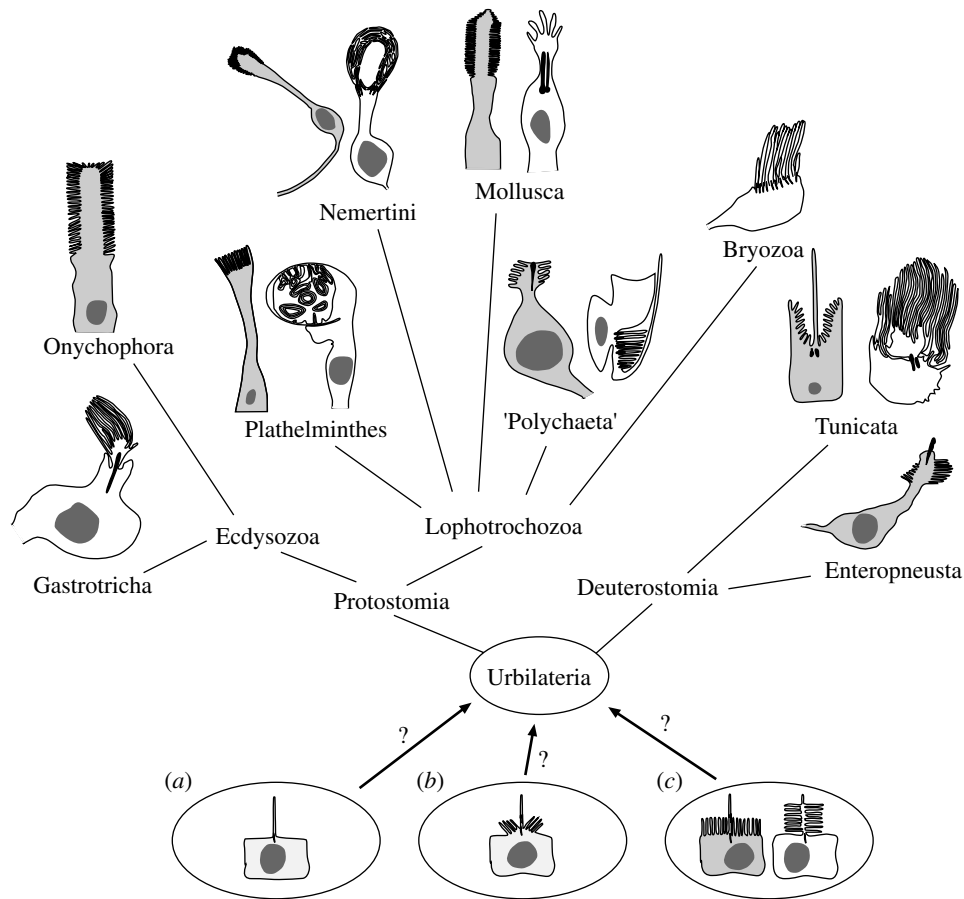 Nemertini
Mollusca
Bryozoa
Onychophora
Plathelminthes
'Polychaeta'
Tunicata
Gastrotricha
Ecdysozoa
Lophotrochozoa
Enteropneusta
Protostomia
Deuterostomia
Urbilateria
?
?
?
(a)
(b)
(c)